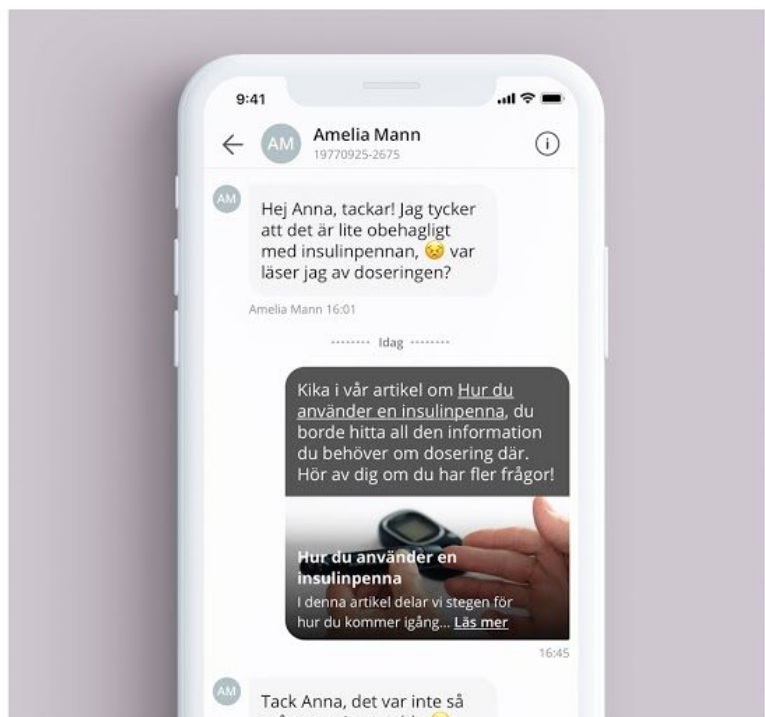 9:41
AM
Amelia Mann
19770925-2675
AM
Hej Anna, tackar! Jag tycker
att det är lite obehagligt
med insulinpennan, 😣 var
läser jag av doseringen?
Amelia Mann 16:01
Idag
Kika i vår artikel om Hur du
använder en insulinpenna, du
borde hitta all den information
du behöver om dosering där.
Hör av dig om du har fler frågor!
Hur du använder en
insulinpenna
I denna artikel delar vi stegen för
hur du kommer igång... Läs mer
16:45
AM
Tack Anna, det var inte så